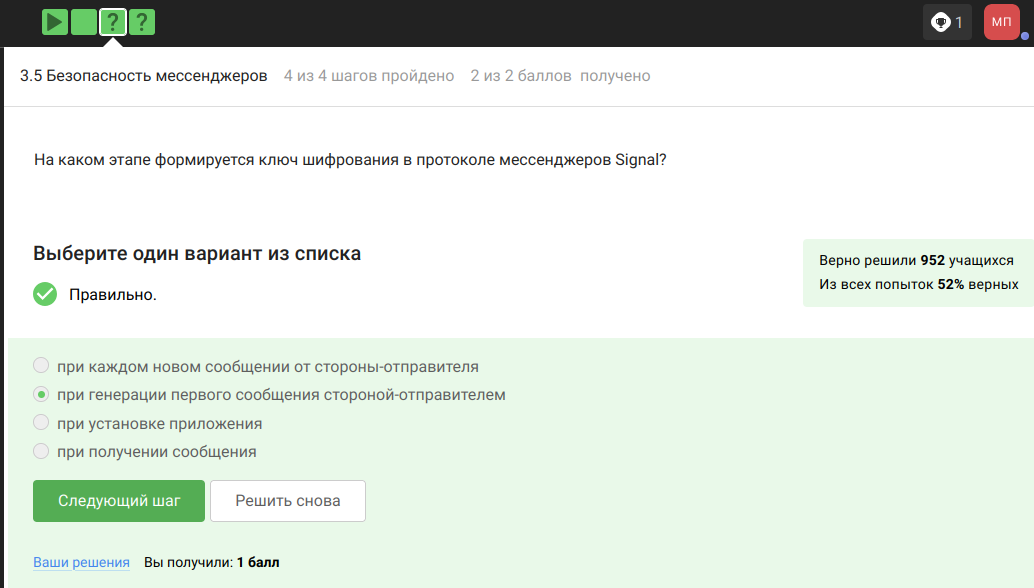 ? ?
1
МП
3.5 Безопасность мессенджеров 4 из 4 шагов пройдено 2 из 2 баллов получено
На каком этапе формируется ключ шифрования в протоколе мессенджеров Signal?
Выберите один вариант из списка
Правильно.
Верно решили 952 учащихся
Из всех попыток 52% верных
при каждом новом сообщении от стороны-отправителя
при генерации первого сообщения стороной-отправителем
при установке приложения
при получении сообщения
Следующий шаг
Решить снова
Ваши решения Вы получили: 1 балл